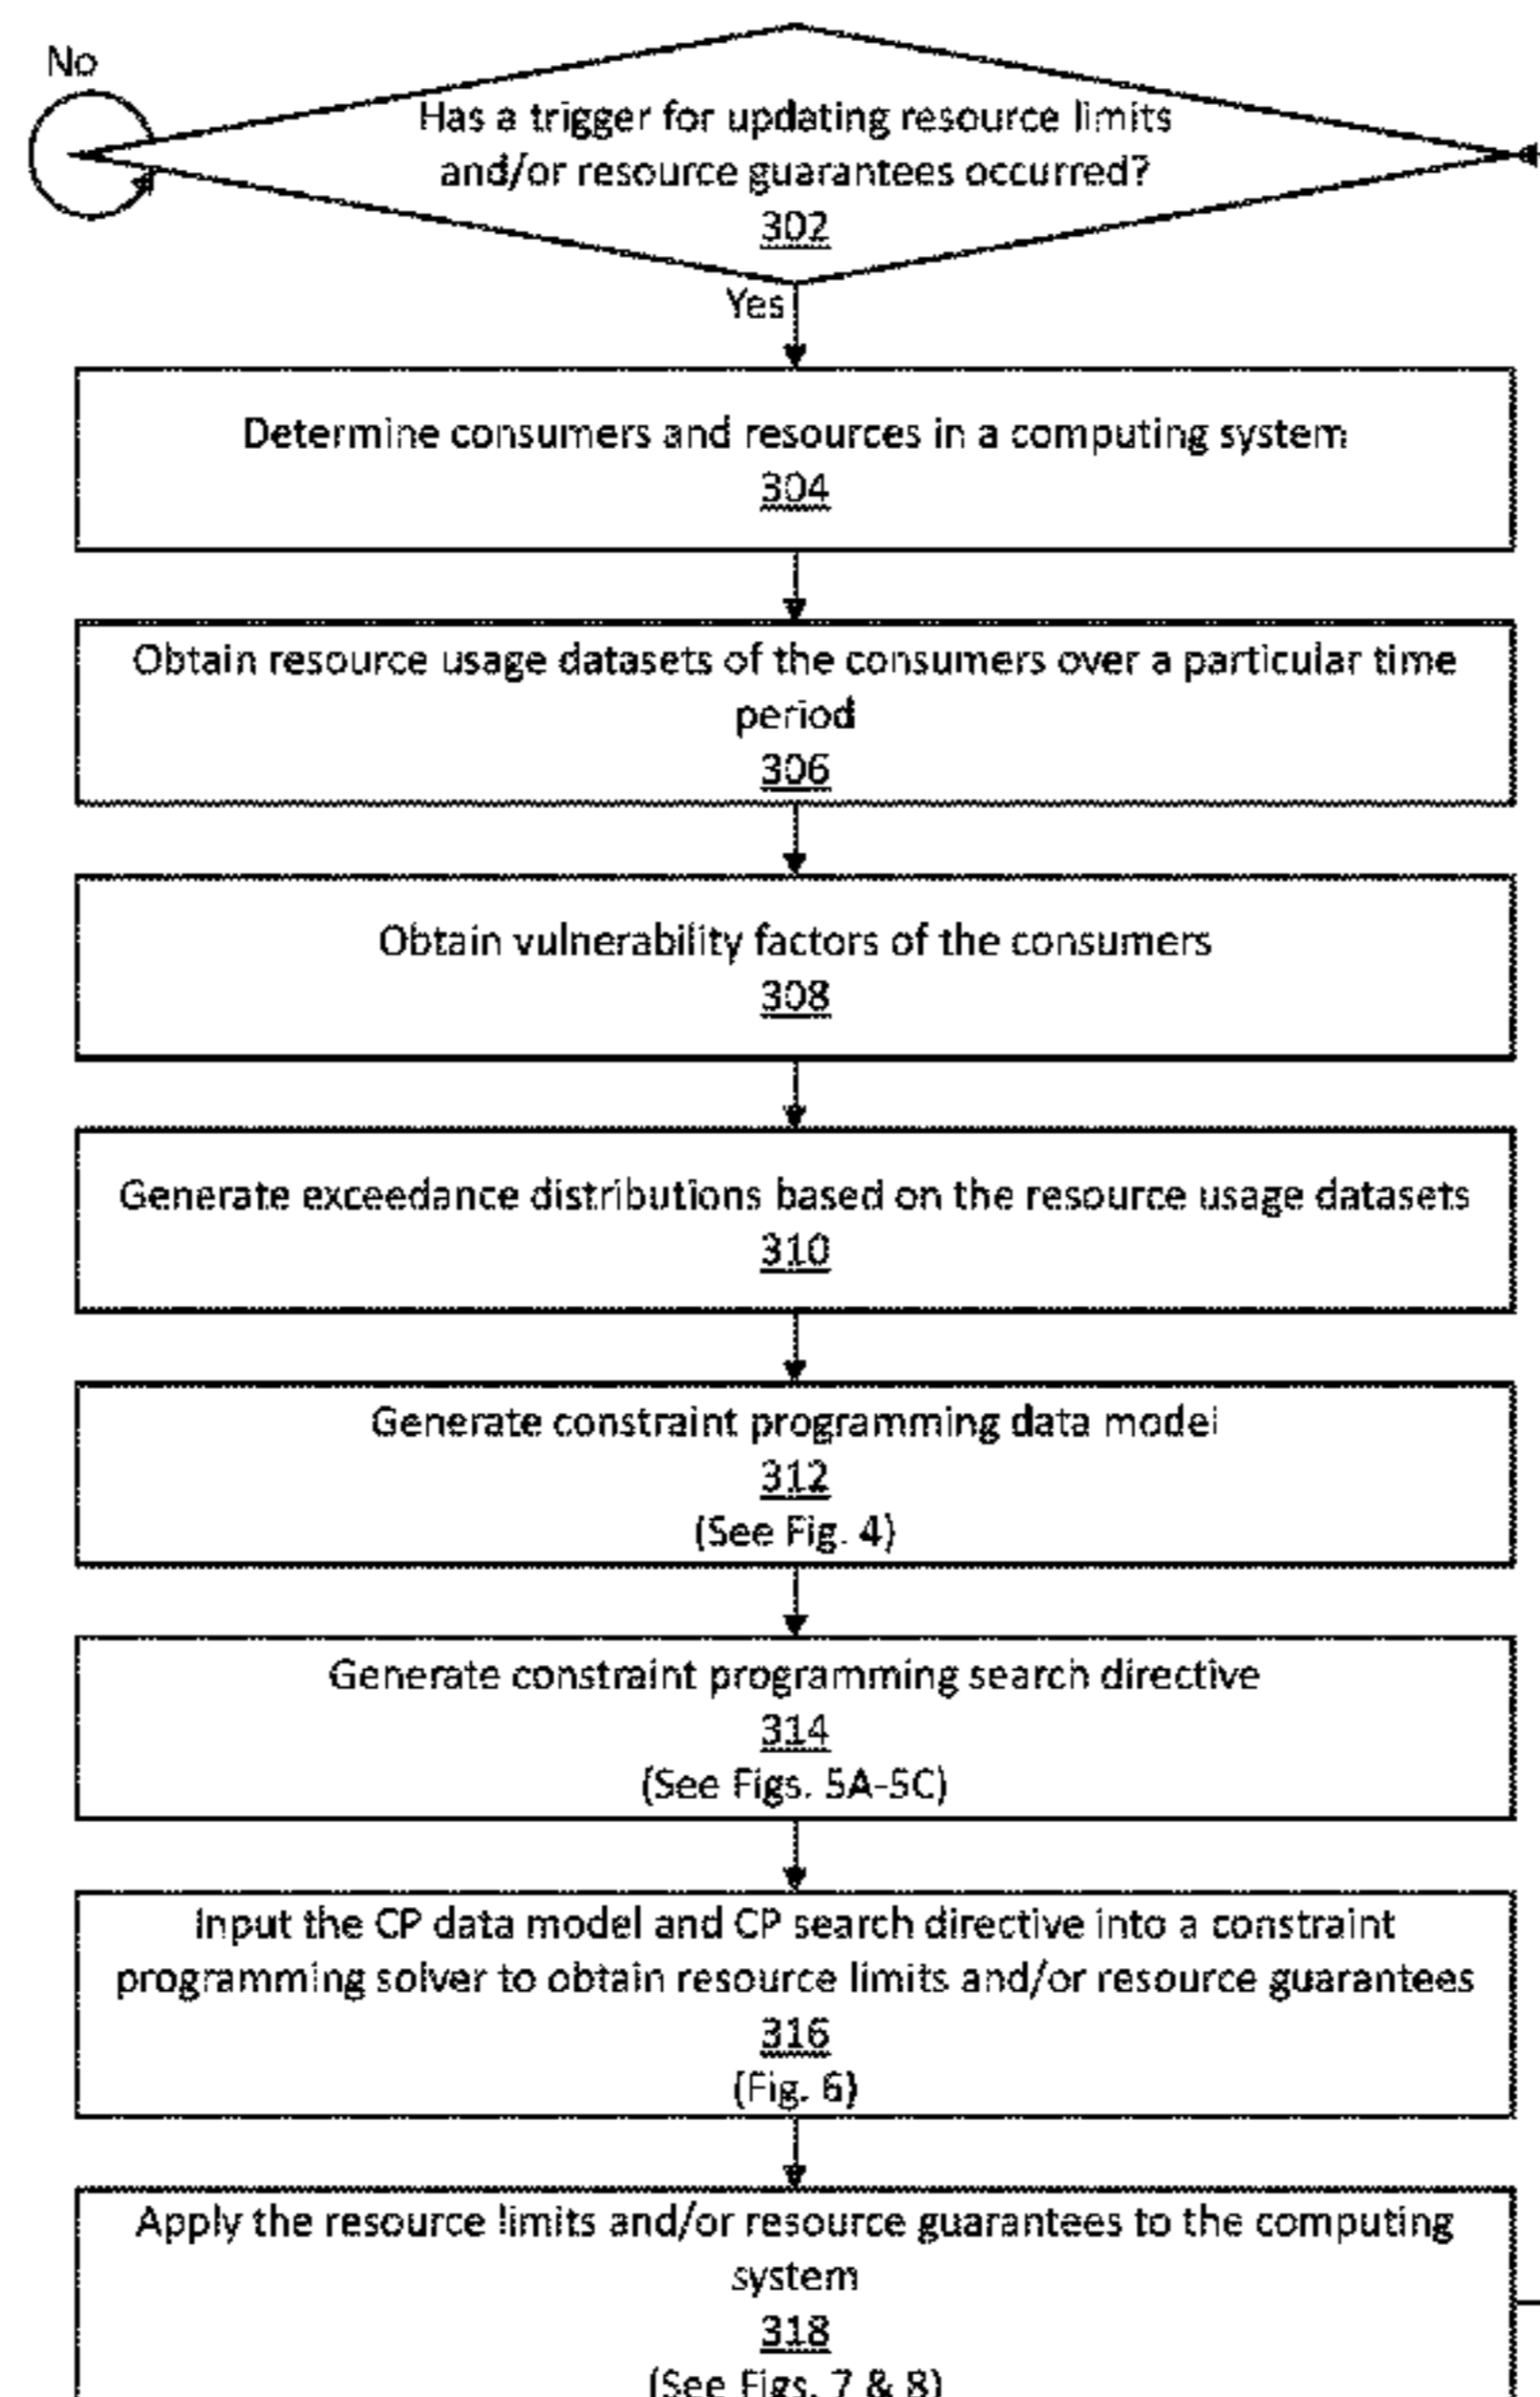 No
Has a trigger for updating resource limits
and/or resource guarantees occurred?
302
Yes
Determine consumers and resources in a computing system
304
Obtain resource usage datasets of the consumers over a particular time
period
306
Obtain vulnerability factors of the consumers
308
Generate exceedance distributions based on the resource usage datasets
310
Generate constraint programming data model
312
(See Fig. 4)
Generate constraint programming search directive
314
(See Figs. 5A-5C)
Input the CP data model and CP search directive into a constraint
programming solver to obtain resource limits and/or resource guarantees
316
(Fig. 6)
Apply the resource limits and/or resource guarantees to the computing
system
318
(See Figs. 7 & 8)